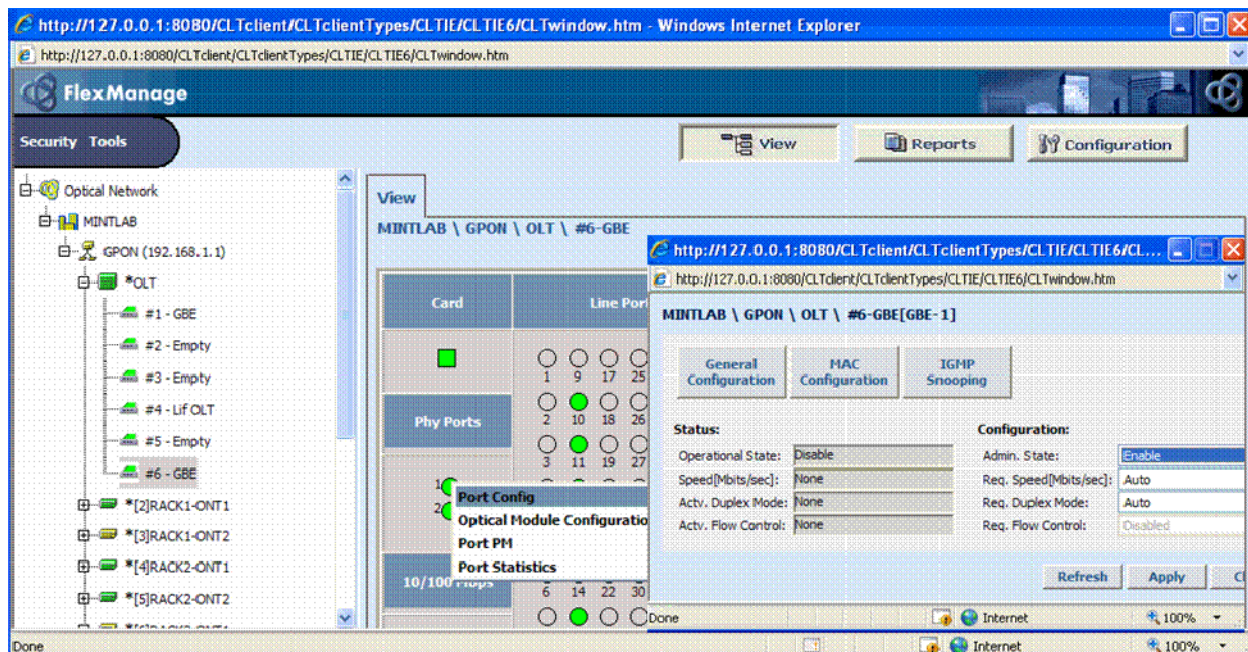 http://127.0.0.1:8080/CLTclient/CLTclientTypes/CLTIE/CLTIE6/CLTwindow.htm - Windows Internet Explorer
http://127.0.0.1:8080/CLTclient/CLTclientTypes/CLTIE/CLTIE6/CLTwindow.htm
FlexManage
Security Tools
View
Reports
Configuration
Optical Network
MINTLAB
GPON (192.168.1.1)
*OLT
#1 - GBE
#2 - Empty
#3 - Empty
#4 - Lif OLT
#5 - Empty
#6 - GBE
*[2]RACK1-ONT1
*[3]RACK1-ONT2
*[4]RACK2-ONT1
*[5]RACK2-ONT2
View
MINTLAB \ GPON \ OLT \ #6-GBE
Card
Line Por
1 9 17 25
2 10 18 26
Phy Ports
3 11 19 27
1
2
Port Config
Optical Module Configuratio
Port PM
Port Statistics
10/100 Mbps
6 14 22 30
http://127.0.0.1:8080/CLTclient/CLTclientTypes/CLTIE/CLTIE6/CL...
http://127.0.0.1:8080/CLTclient/CLTclientTypes/CLTIE/CLTIE6/CLTwindow.htm
MINTLAB \ GPON \ OLT \ #6-GBE[GBE-1]
General Configuration
MAC Configuration
IGMP Snooping
Status:
Operational State: Disable
Speed[Mbits/sec]: None
Actv. Duplex Mode: None
Actv. Flow Control: None
Configuration:
Admin. State: Enable
Req. Speed[Mbits/sec]: Auto
Req. Duplex Mode: Auto
Req. Flow Control: Disabled
Refresh
Apply
Cl
Done
Internet
100%
Done
Internet
100%